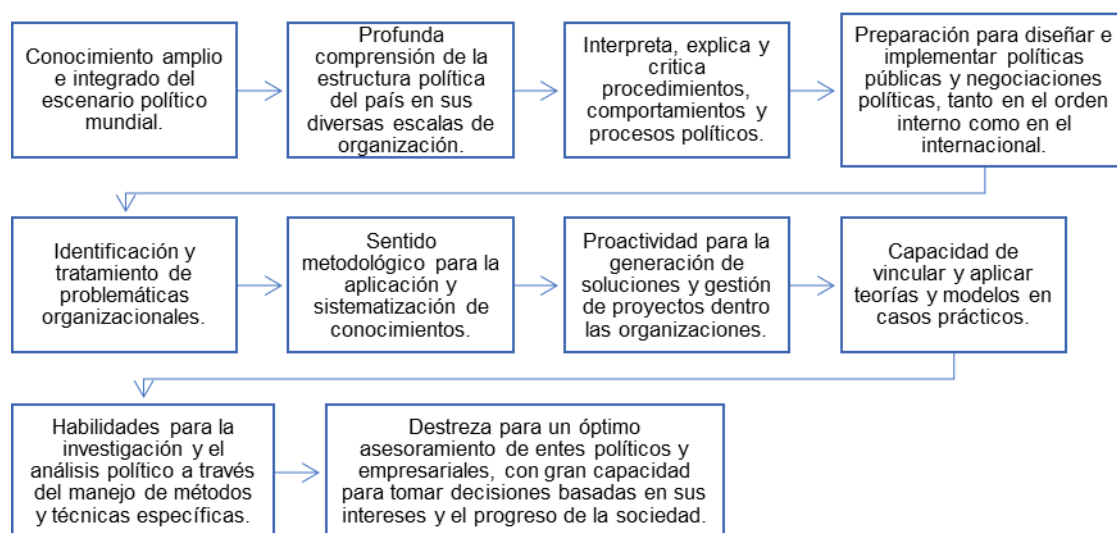 Conocimiento amplio
e integrado del
escenario político
mundial.
Profunda
comprensión de la
estructura política
del país en sus
diversas escalas de
organización.
Interpreta, explica y
critica
procedimientos,
comportamientos y
procesos políticos.
Preparación para diseñar e
implementar políticas
públicas y negociaciones
políticas, tanto en el orden
interno como en el
internacional.
Identificación y
tratamiento de
problemáticas
organizacionales.
Sentido
metodológico para la
aplicación y
sistematización de
conocimientos.
Proactividad para la
generación de
soluciones y gestión
de proyectos dentro
las organizaciones.
Capacidad de
vincular y aplicar
teorías y modelos en
casos prácticos.
Habilidades para la
investigación y el
análisis político a través
del manejo de métodos
y técnicas específicas.
Destreza para un óptimo
asesoramiento de entes políticos y
empresariales, con gran capacidad
para tomar decisiones basadas en sus
intereses y el progreso de la sociedad.